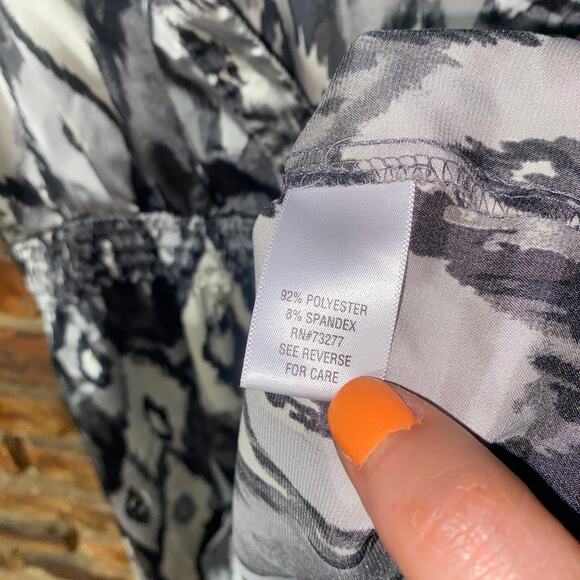 92% POLYESTER
8% SPANDEX
RN#73277
SEE REVERSE
FOR CARE